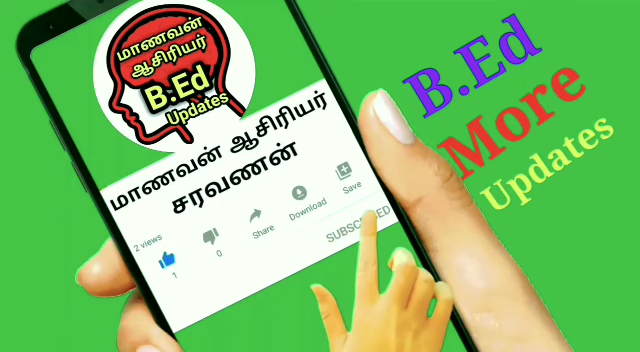 மாணவன்
ஆசிரியர்
B.Ed
Updates
மாணவன் ஆசிரியர்
சரவணன்
2 views
1
0
Share
Download
Save
B.Ed
More
Updates